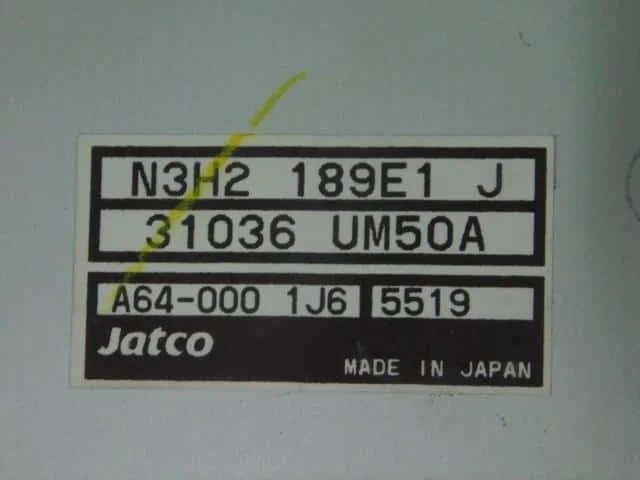 N3H2 189E1 J
31036 UM50A
A64-000 1J6 5519
Jatco
MADE IN JAPAN